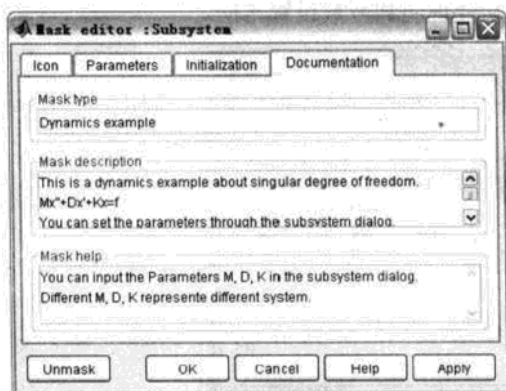 Mask editor :Subsystem
Icon Parameters Initialization Documentation
Mask type
Dynamics example
Mask description
This is a dynamics example about singular degree of freedom.
Mx''+Dx'+Kx=f
You can set the parameters through the subsystem dialog.
Mask help
You can input the Parameters M, D, K in the subsystem dialog.
Different M, D, K represente different system.
Unmask OK Cancel Help Apply